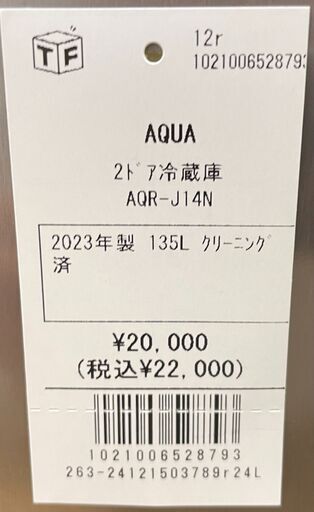 TF
12r
1021006528793
AQUA
2ﾄﾞｱ冷蔵庫
AQR-J14N
2023年製 135L ｸﾘｰﾆﾝｸﾞ
済
¥20,000
(税込¥22,000)
1021006528793
263-24121503789r24L